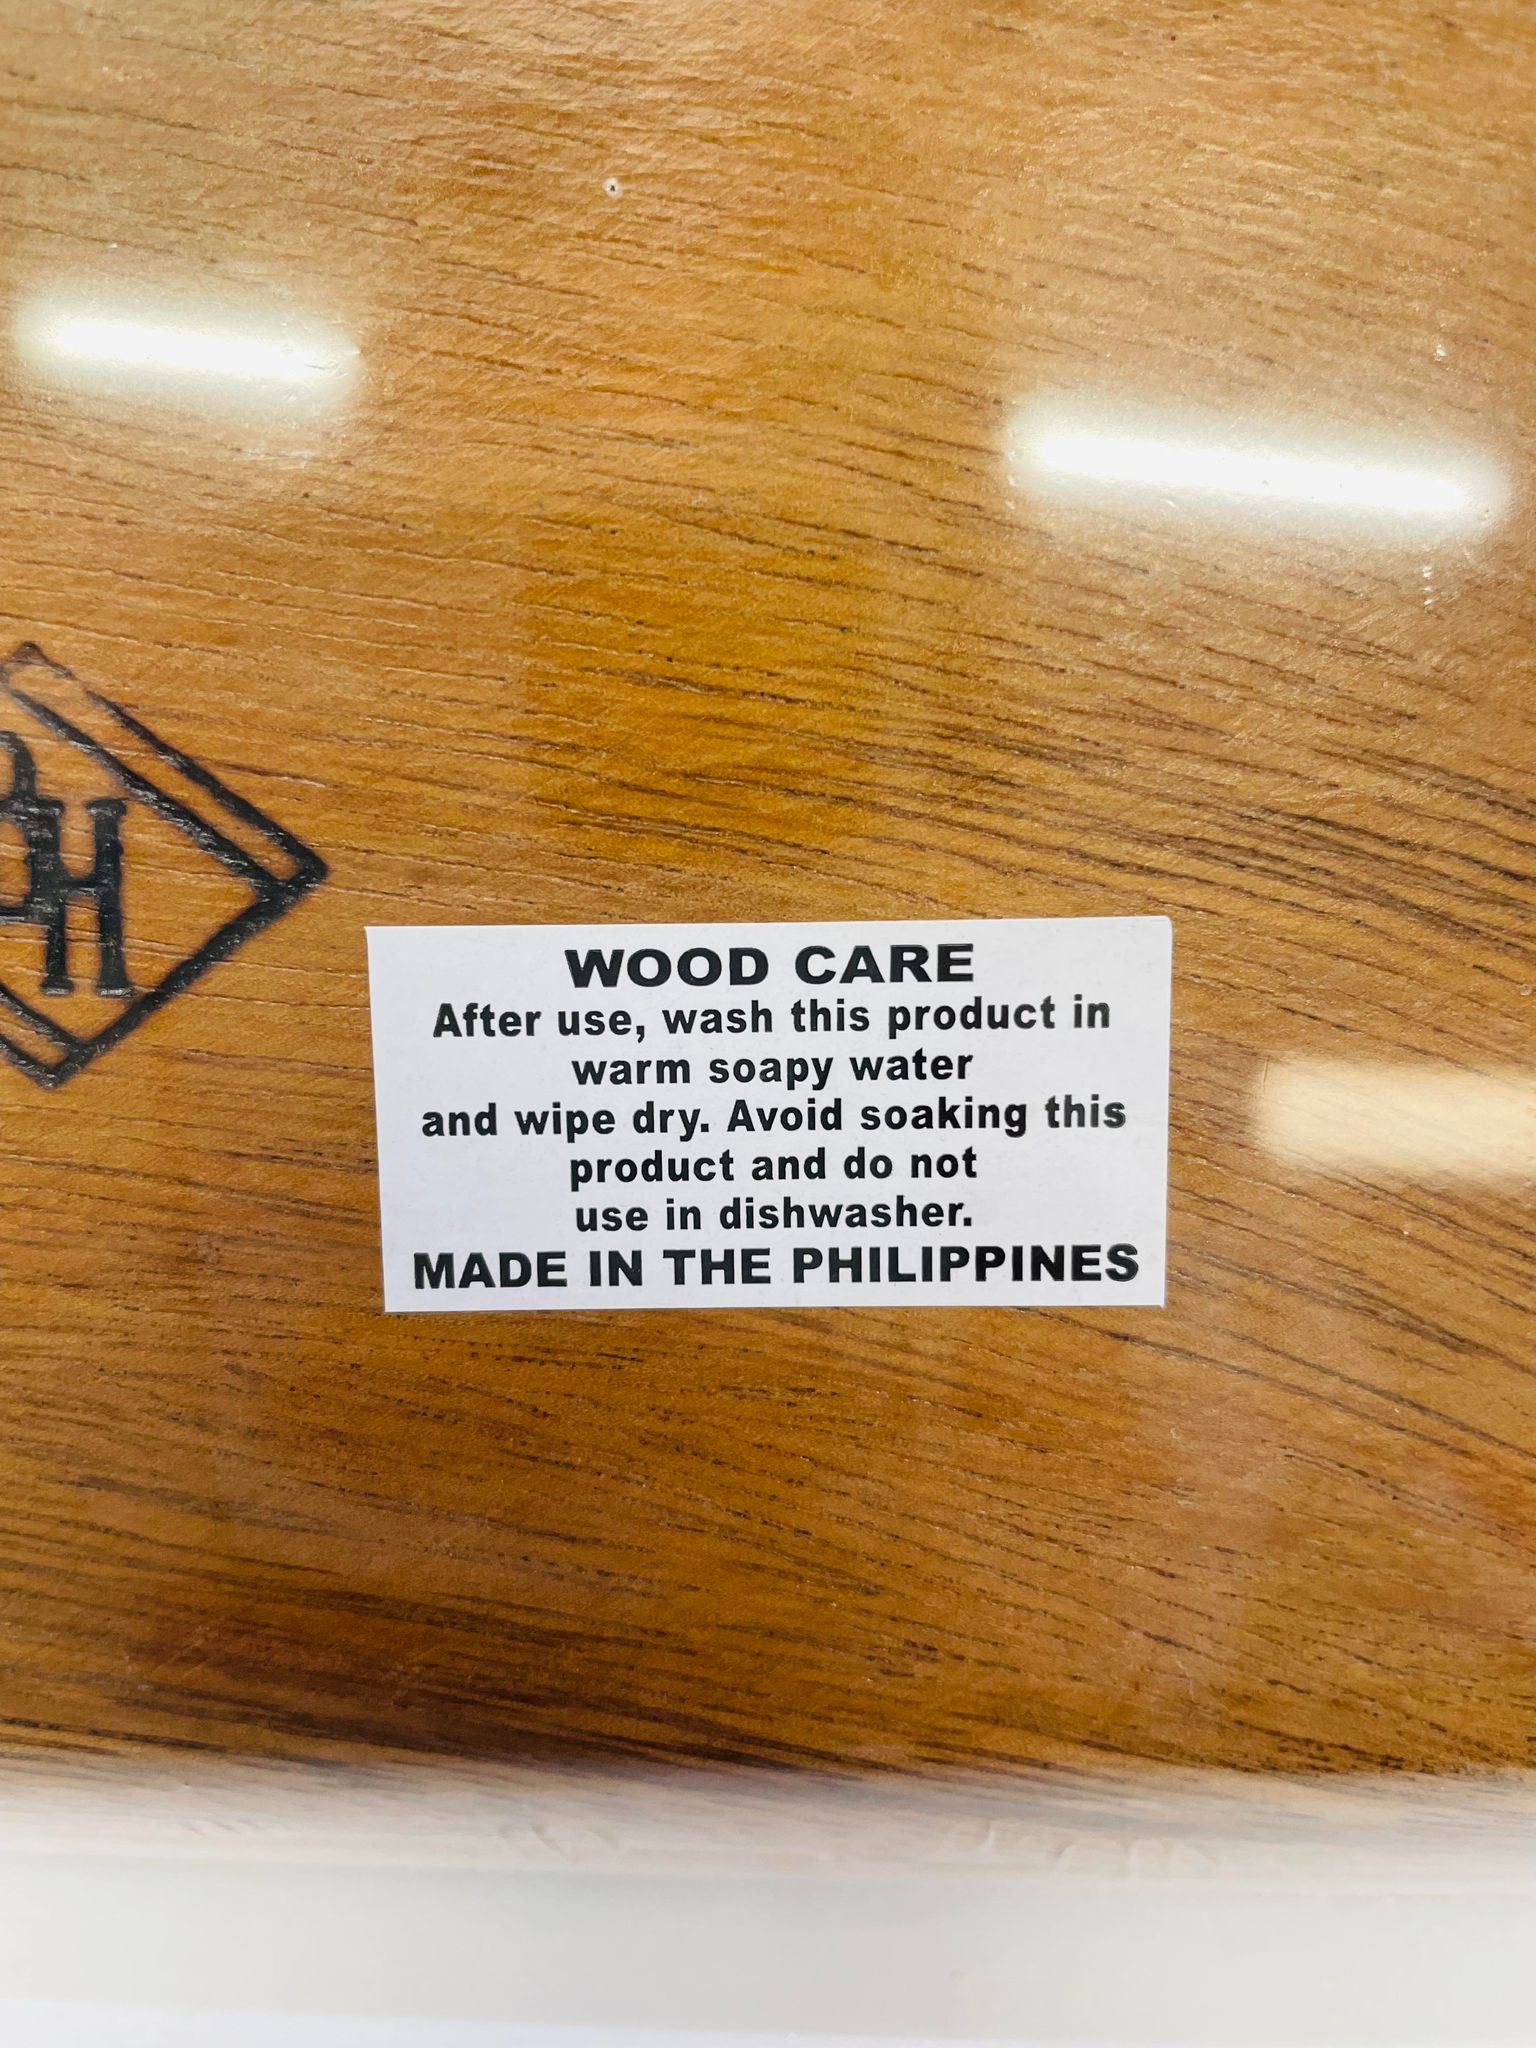 WOOD CARE
After use, wash this product in
warm soapy water
and wipe dry. Avoid soaking this
product and do not
use in dishwasher.
MADE IN THE PHILIPPINES